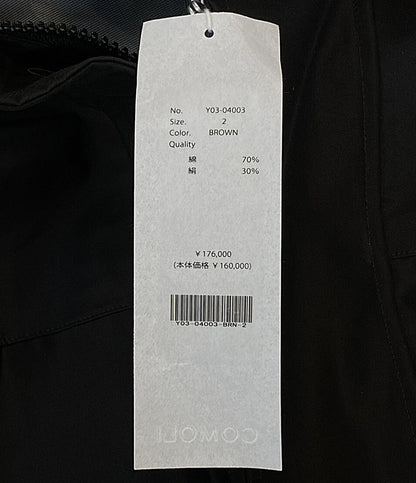 No. Y03-04003
Size. 2
Color. BROWN
Quality
綿 70%
絹 30%
￥176,000
(本体価格 ￥160,000)
Y03-04003-BRN-2
COMOLI